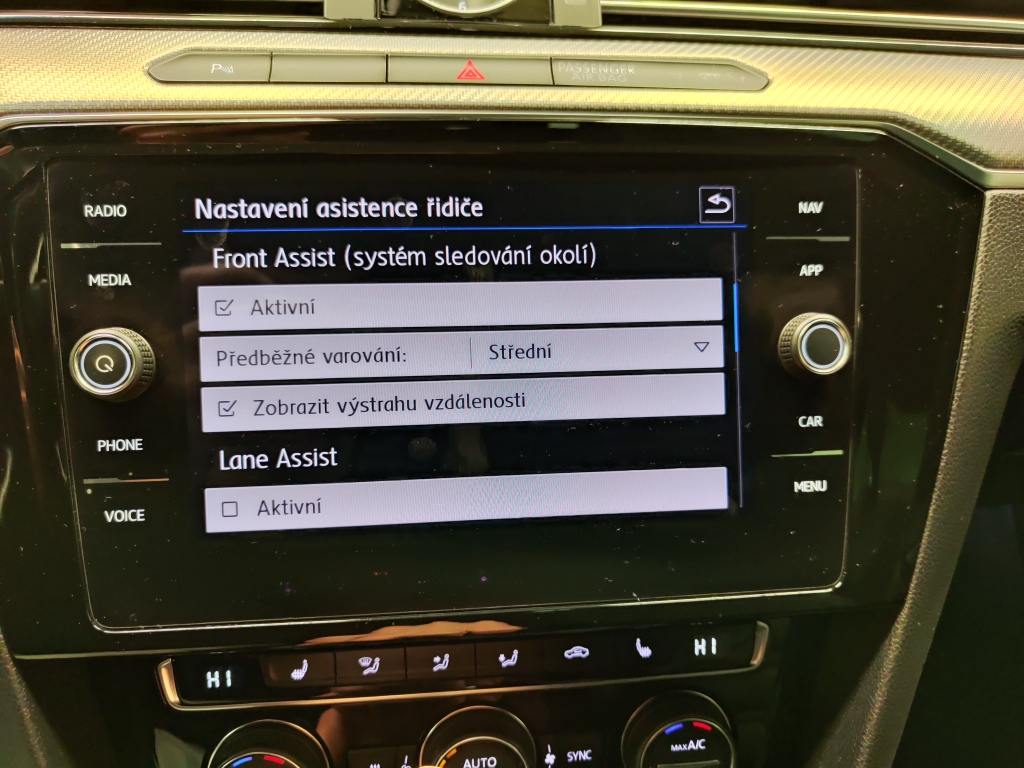 6
P
PASSENGER
AIR BAG
RADIO
MEDIA
PHONE
VOICE
Nastavení asistence řidiče
Front Assist (systém sledování okolí)
Aktivní
Předběžné varování: Střední
Zobrazit výstrahu vzdálenosti
Lane Assist
Aktivní
NAV
APP
CAR
MENU
HI
HI
AUTO
SYNC
MAX A/C